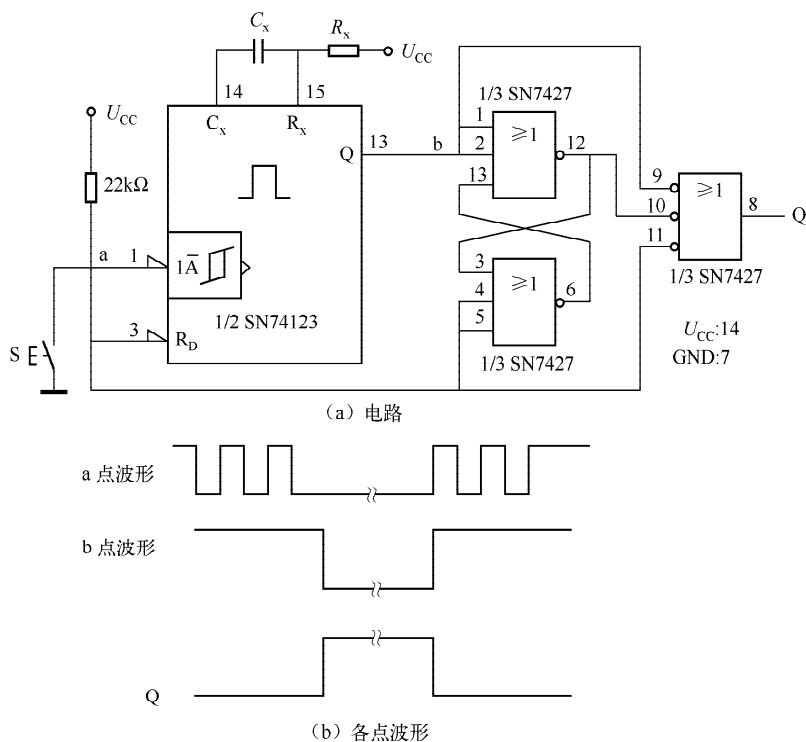 Cx
Rx
UCC
14
15
1/3 SN7427
UCC
Cx
Rx
13
Q
b
1
2
13
≥1
12
22kΩ
9
10
11
≥1
8
Q
a
1
1A̅
3
4
5
≥1
6
1/3 SN7427
1/2 SN74123
3
RD
S
UCC:14
GND:7
1/3 SN7427
(a)电路
a 点波形
b 点波形
Q
(b)各点波形